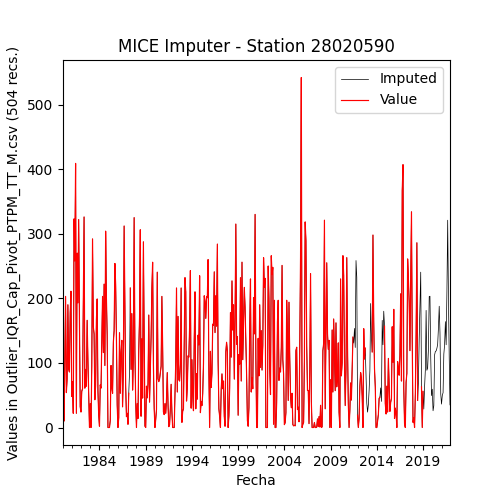 MICE Imputer - Station 28020590
Values in Outlier_IQR_Cap_Pivot_PTPM_TT_M.csv (504 recs.)
Imputed
Value
500
400
300
200
100
0
1984 1989 1994 1999 2004 2009 2014 2019
Fecha